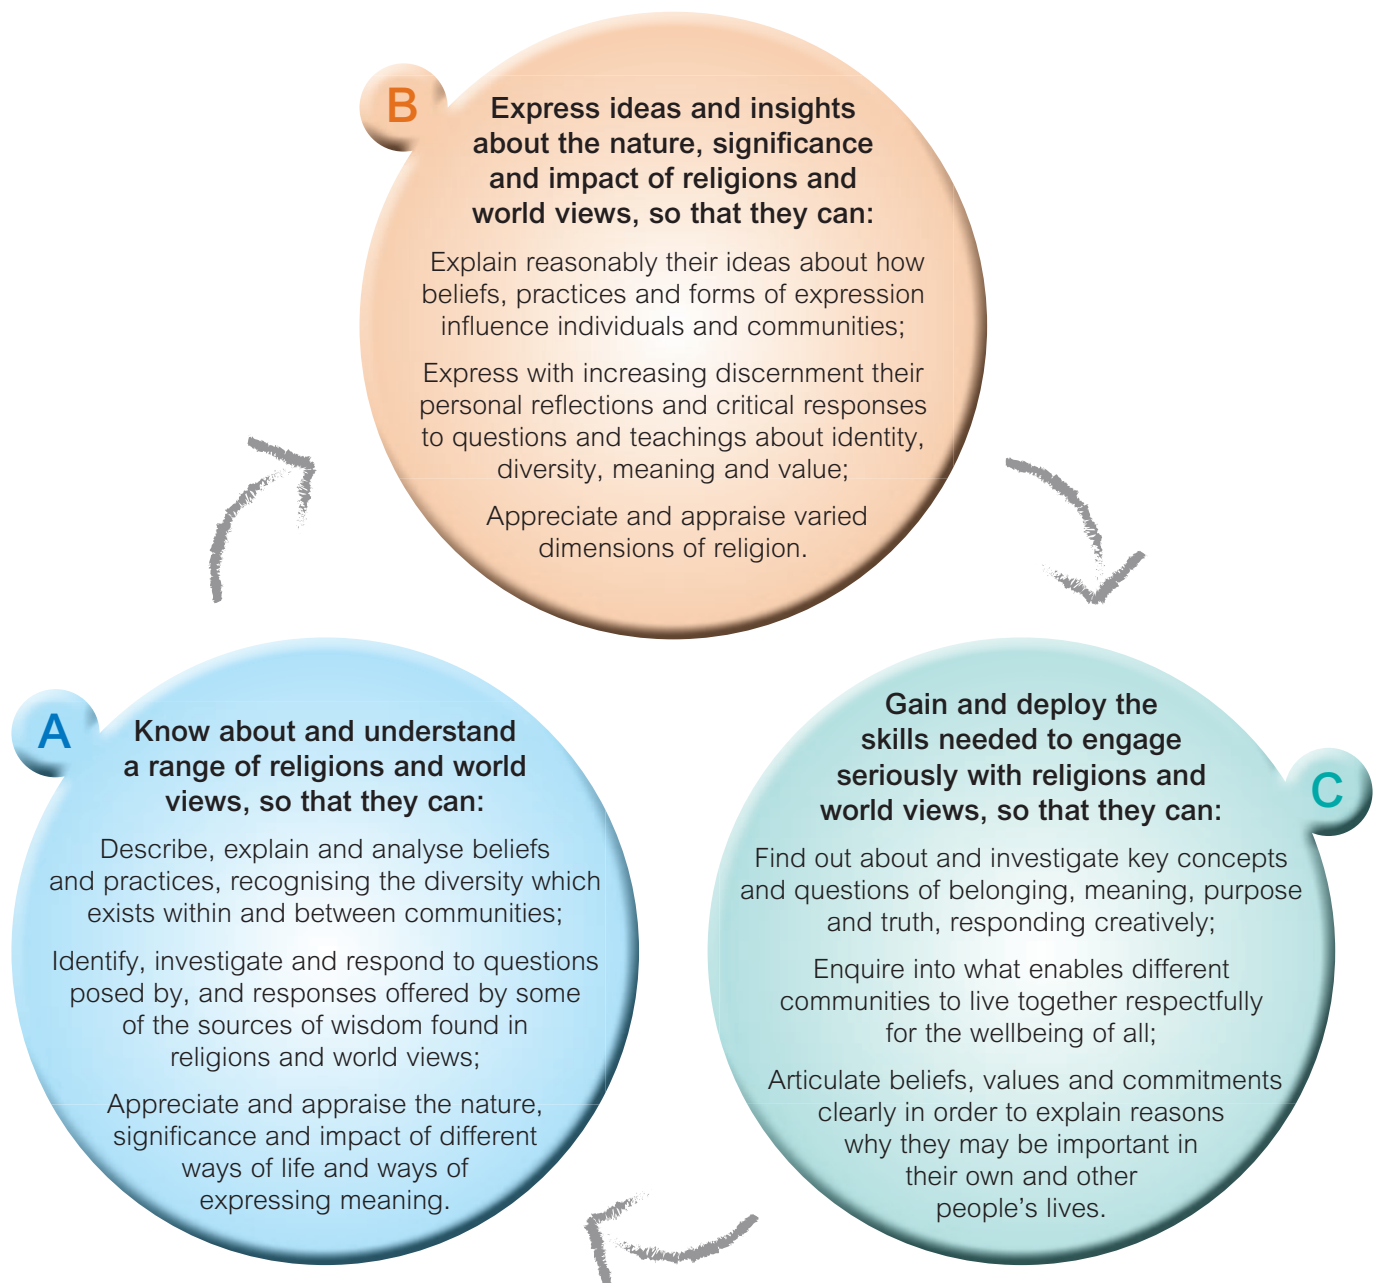 B
Express ideas and insights
about the nature, significance
and impact of religions and
world views, so that they can:
Explain reasonably their ideas about how
beliefs, practices and forms of expression
influence individuals and communities;
Express with increasing discernment their
personal reflections and critical responses
to questions and teachings about identity,
diversity, meaning and value;
Appreciate and appraise varied
dimensions of religion.
A
Know about and understand
a range of religions and world
views, so that they can:
Describe, explain and analyse beliefs
and practices, recognising the diversity which
exists within and between communities;
Identify, investigate and respond to questions
posed by, and responses offered by some
of the sources of wisdom found in
religions and world views;
Appreciate and appraise the nature,
significance and impact of different
ways of life and ways of
expressing meaning.
C
Gain and deploy the
skills needed to engage
seriously with religions and
world views, so that they can:
Find out about and investigate key concepts
and questions of belonging, meaning, purpose
and truth, responding creatively;
Enquire into what enables different
communities to live together respectfully
for the wellbeing of all;
Articulate beliefs, values and commitments
clearly in order to explain reasons
why they may be important in
their own and other
people's lives.